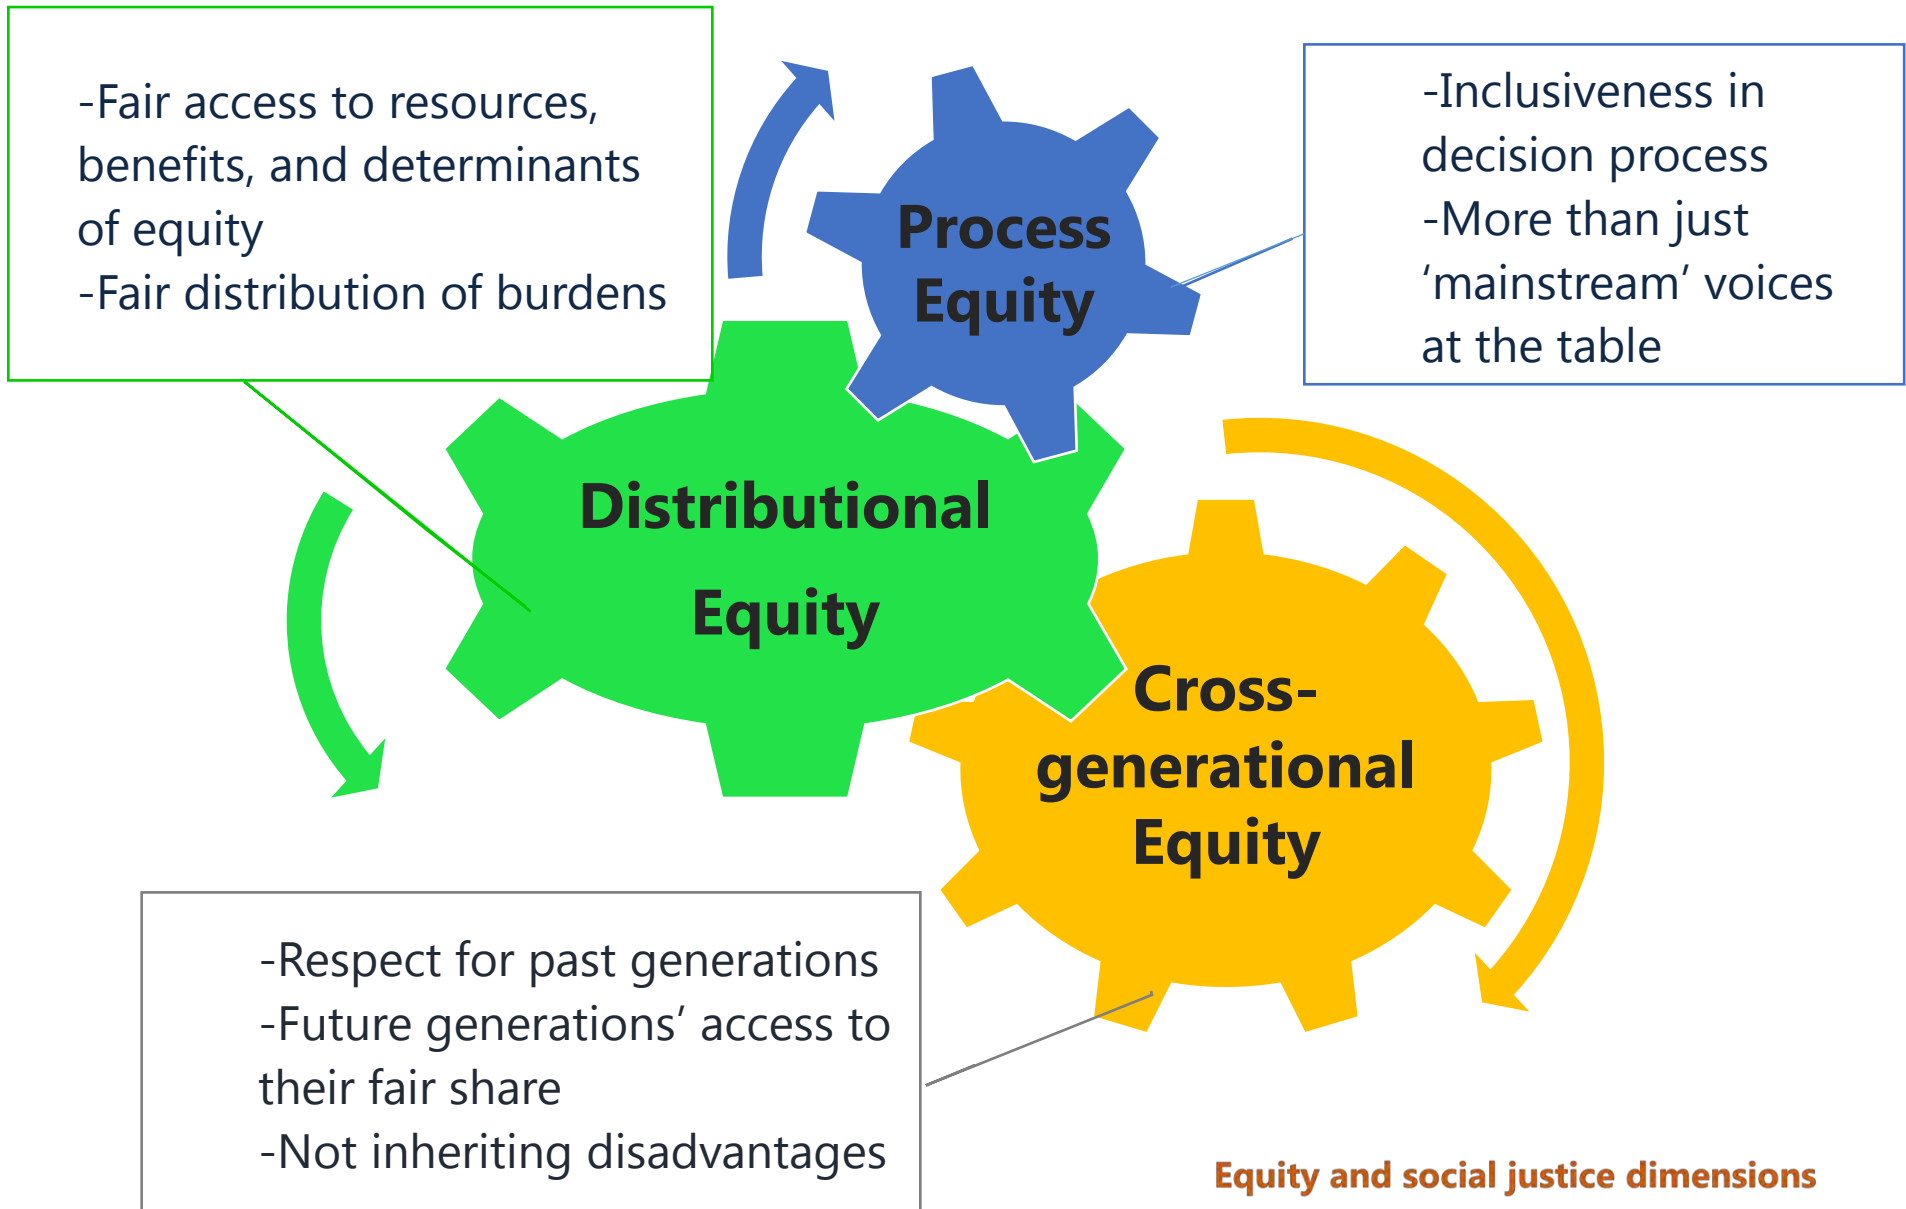 -Fair access to resources,
benefits, and determinants
of equity
-Fair distribution of burdens
Process
Equity
-Inclusiveness in
decision process
-More than just
‘mainstream’ voices
at the table
Distributional
Equity
Cross-
generational
Equity
-Respect for past generations
-Future generations’ access to
their fair share
-Not inheriting disadvantages
Equity and social justice dimensions